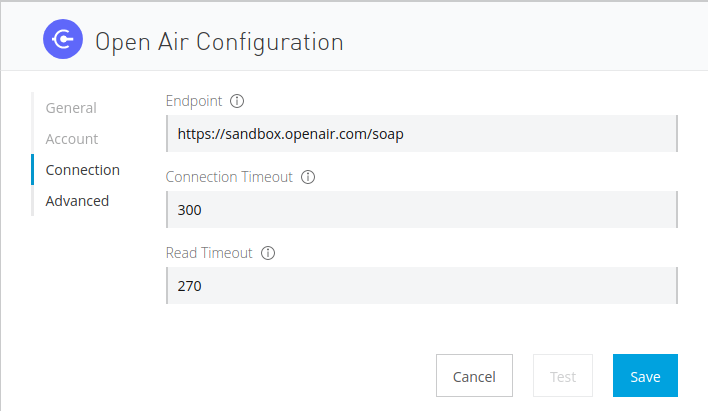 Open Air Configuration
General
Account
Connection
Advanced
Endpoint
https://sandbox.openair.com/soap
Connection Timeout
300
Read Timeout
270
Cancel
Test
Save